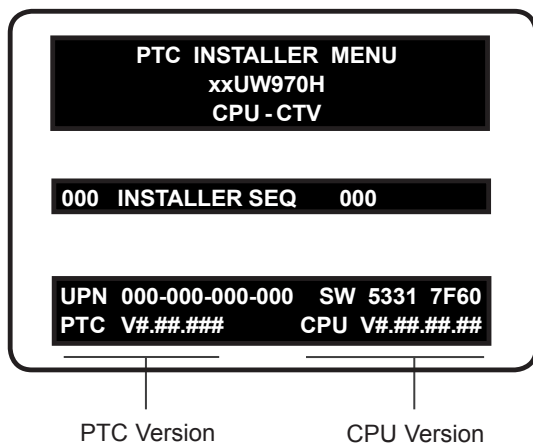 PTC INSTALLER MENU
xxUW970H
CPU - CTV
000 INSTALLER SEQ 000
UPN 000-000-000-000 SW 5331 7F60
PTC V#.##.### CPU V#.##.##.##
PTC Version CPU Version